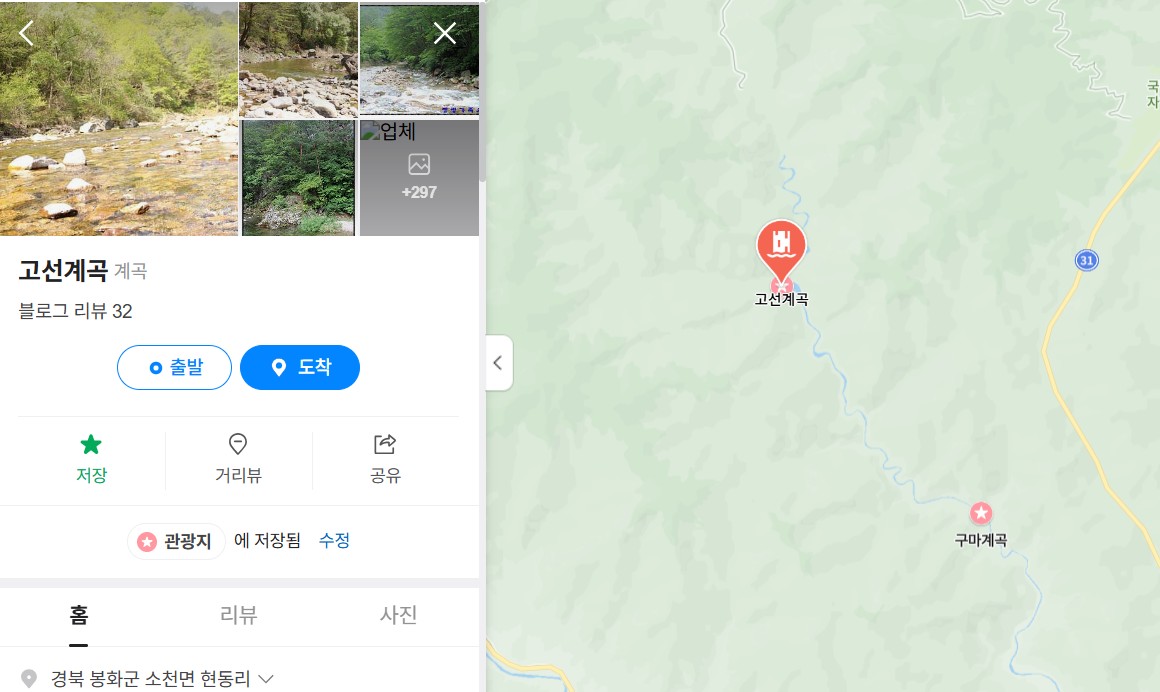 업체
+297
고선계곡 계곡
블로그 리뷰 32
출발
도착
저장
거리뷰
공유
관광지 에 저장됨 수정
홈
리뷰
사진
경북 봉화군 소천면 현동리
국
자
31
고선계곡
구마계곡